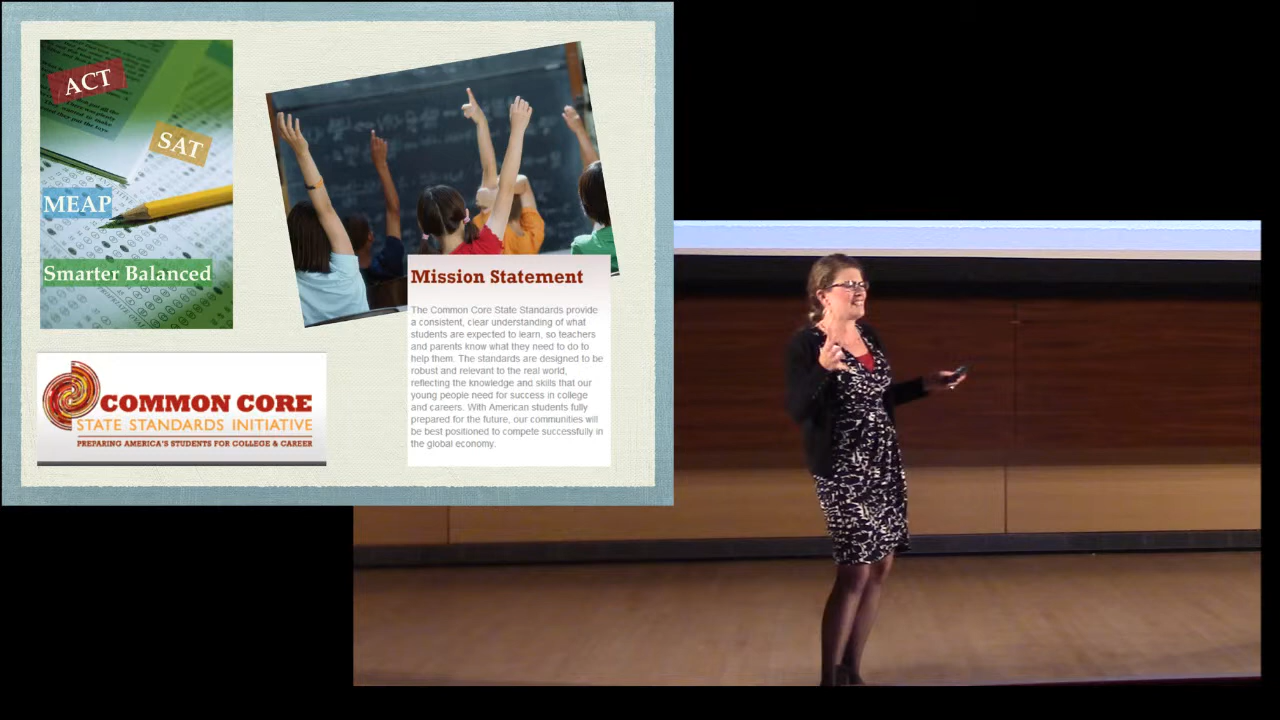 ACT
SAT
MEAP
Smarter Balanced
COMMON CORE
STATE STANDARDS INITIATIVE
PREPARING AMERICA'S STUDENTS FOR COLLEGE & CAREER
Mission Statement
The Common Core State Standards provide
a consistent, clear understanding of what
students are expected to learn, so teachers
and parents know what they need to do to
help them. The standards are designed to be
robust and relevant to the real world,
reflecting the knowledge and skills that our
young people need for success in college
and careers. With American students fully
prepared for the future, our communities will
be best positioned to compete successfully in
the global economy.